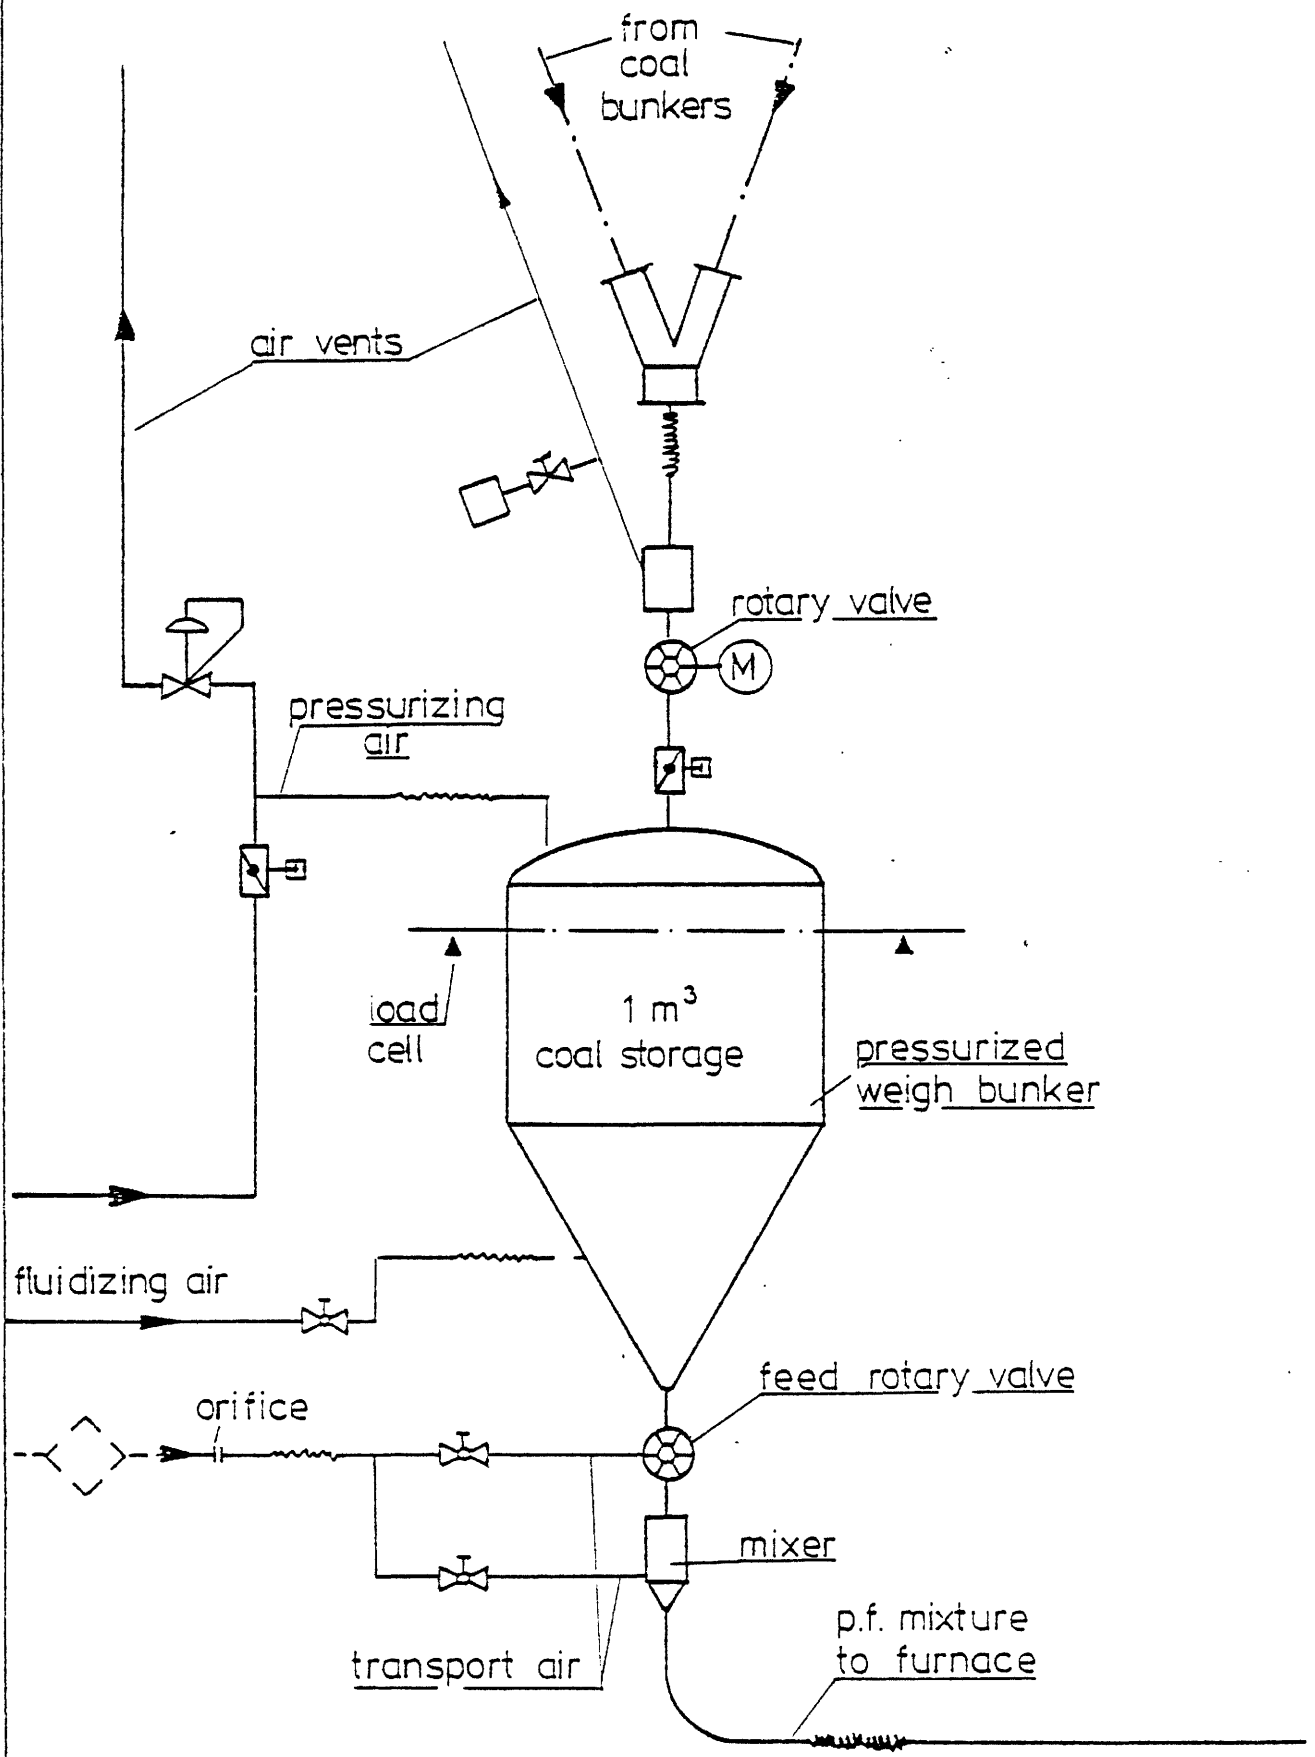 from
coal
bunkers
air vents
rotary valve
M
pressurizing
air
load
cell
1 m³
coal storage
pressurized
weigh bunker
fluidizing air
feed rotary valve
orifice
mixer
p.f. mixture
to furnace
transport air